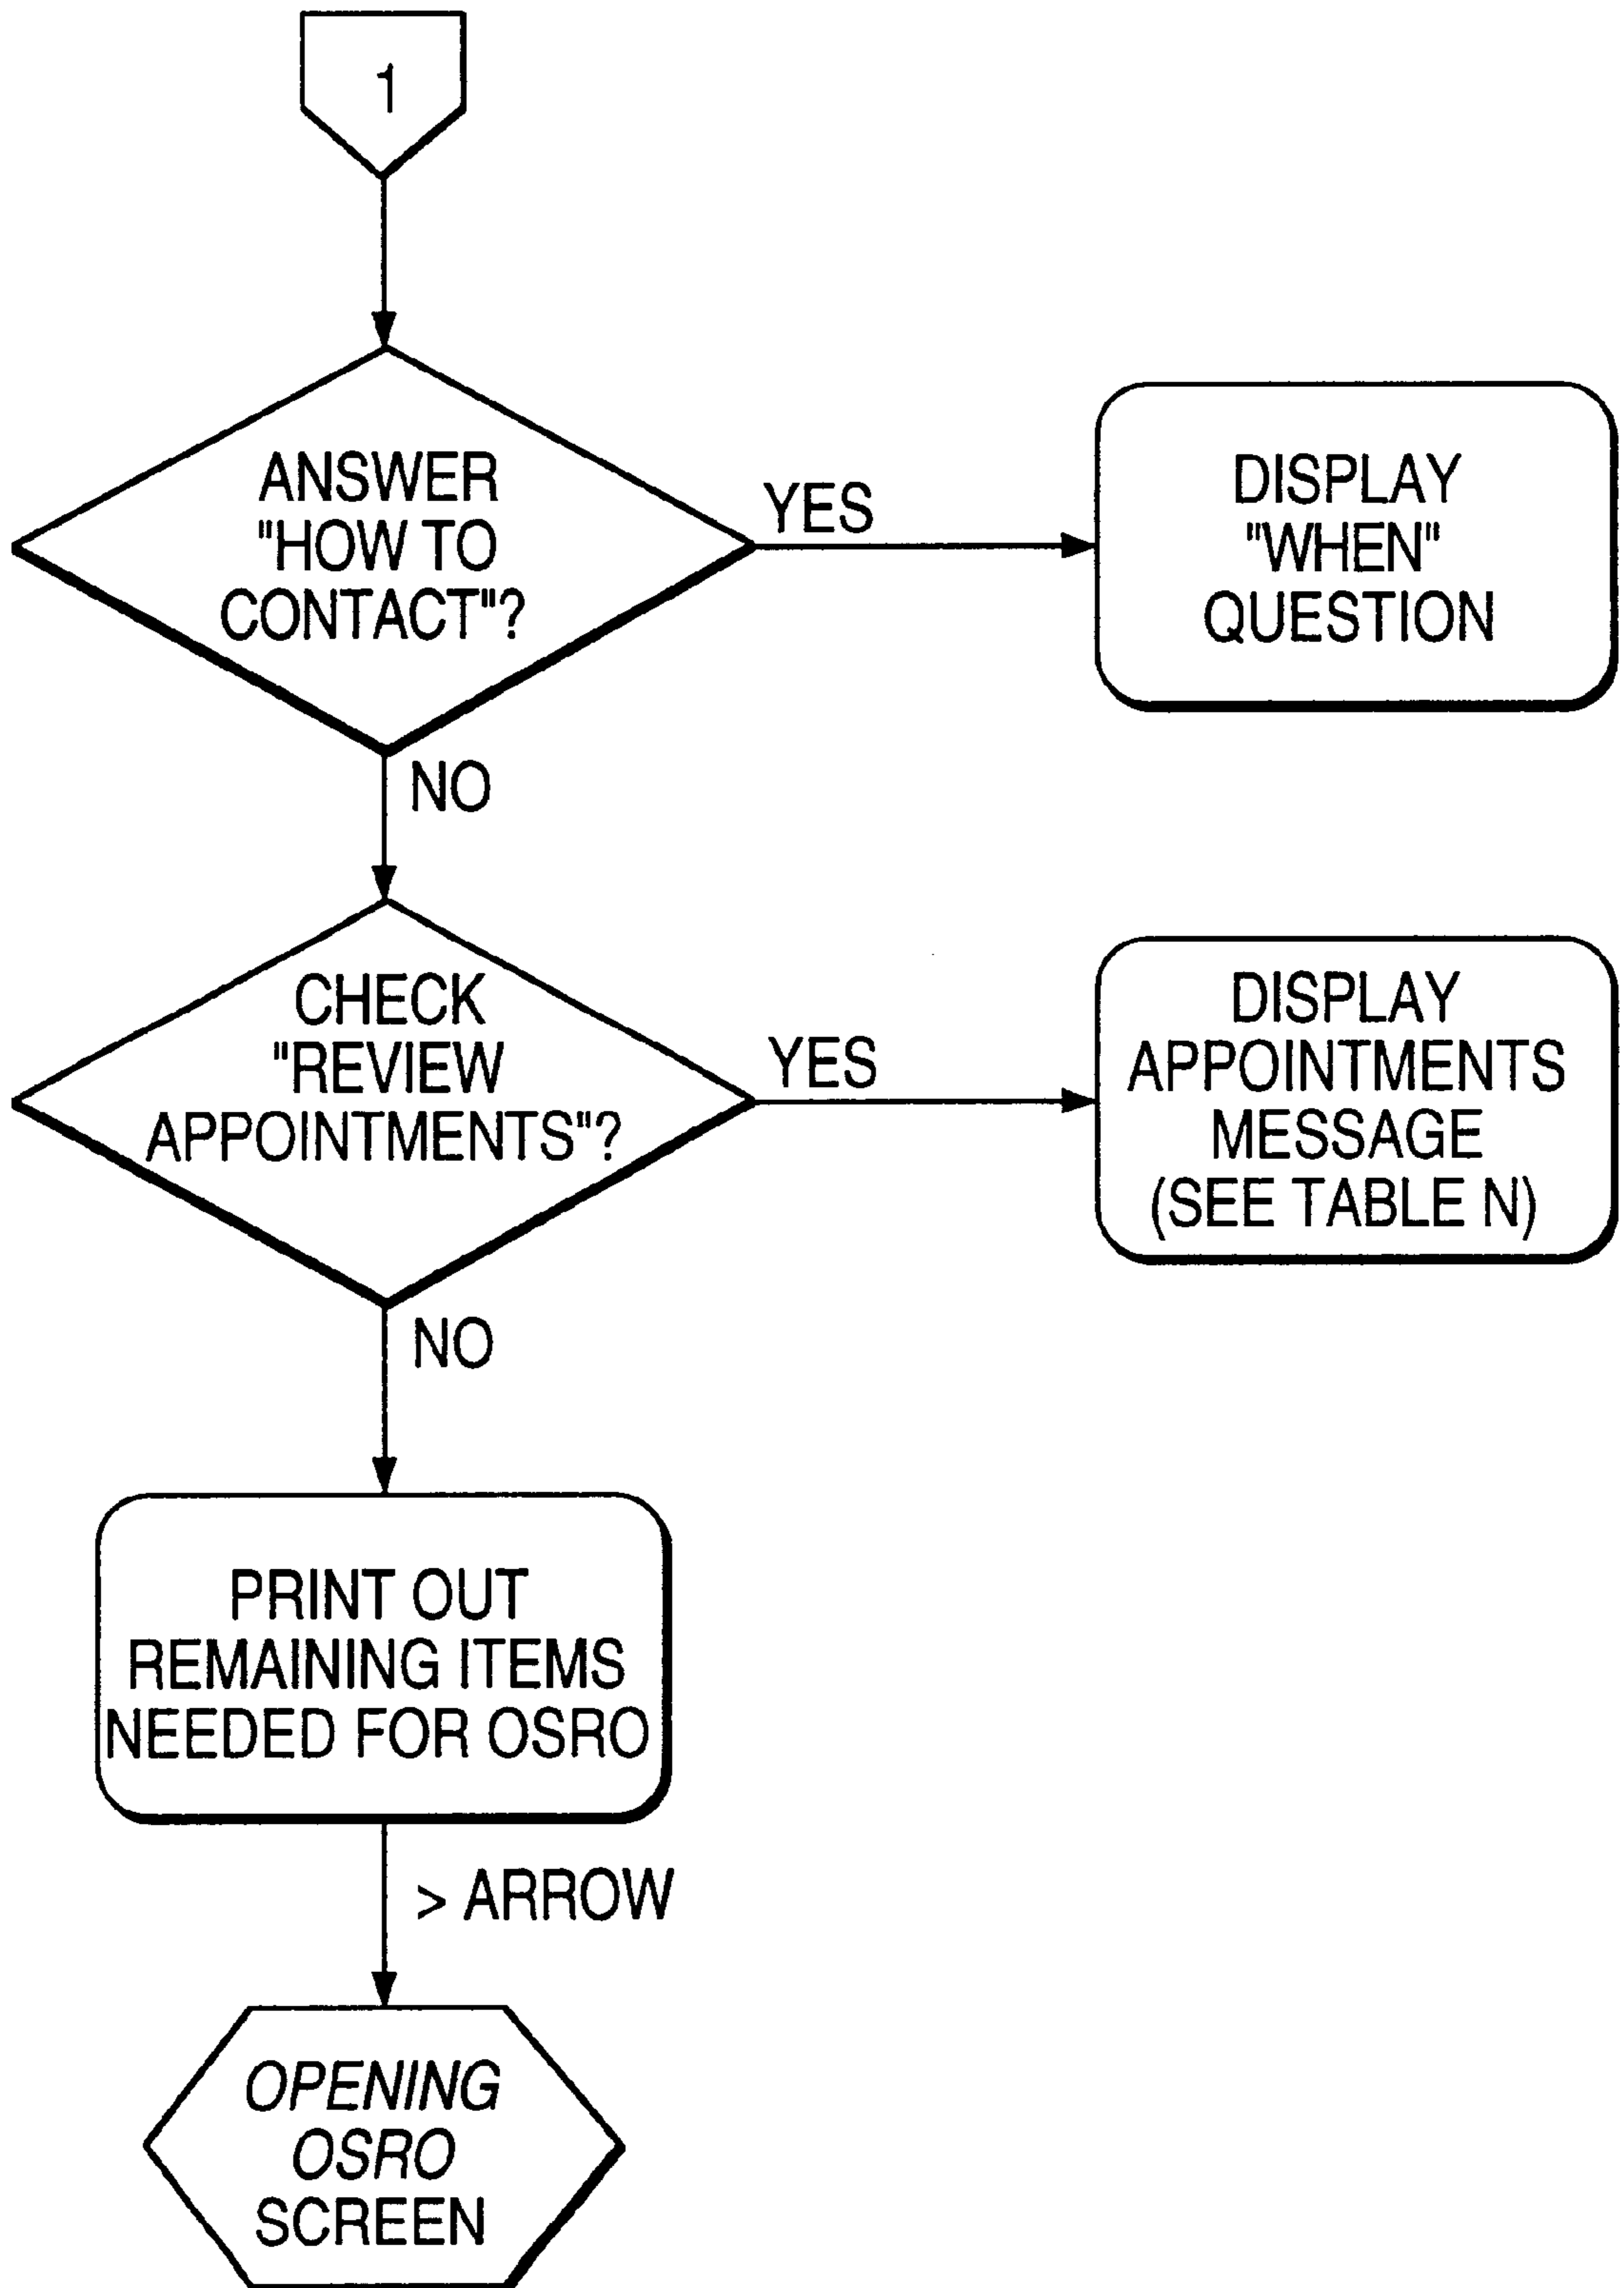 1
ANSWER
"HOW TO
CONTACT"?
YES
DISPLAY
"WHEN"
QUESTION
NO
CHECK
"REVIEW
APPOINTMENTS"?
YES
DISPLAY
APPOINTMENTS
MESSAGE
(SEE TABLE N)
NO
PRINT OUT
REMAINING ITEMS
NEEDED FOR OSRO
> ARROW
OPENING
OSRO
SCREEN